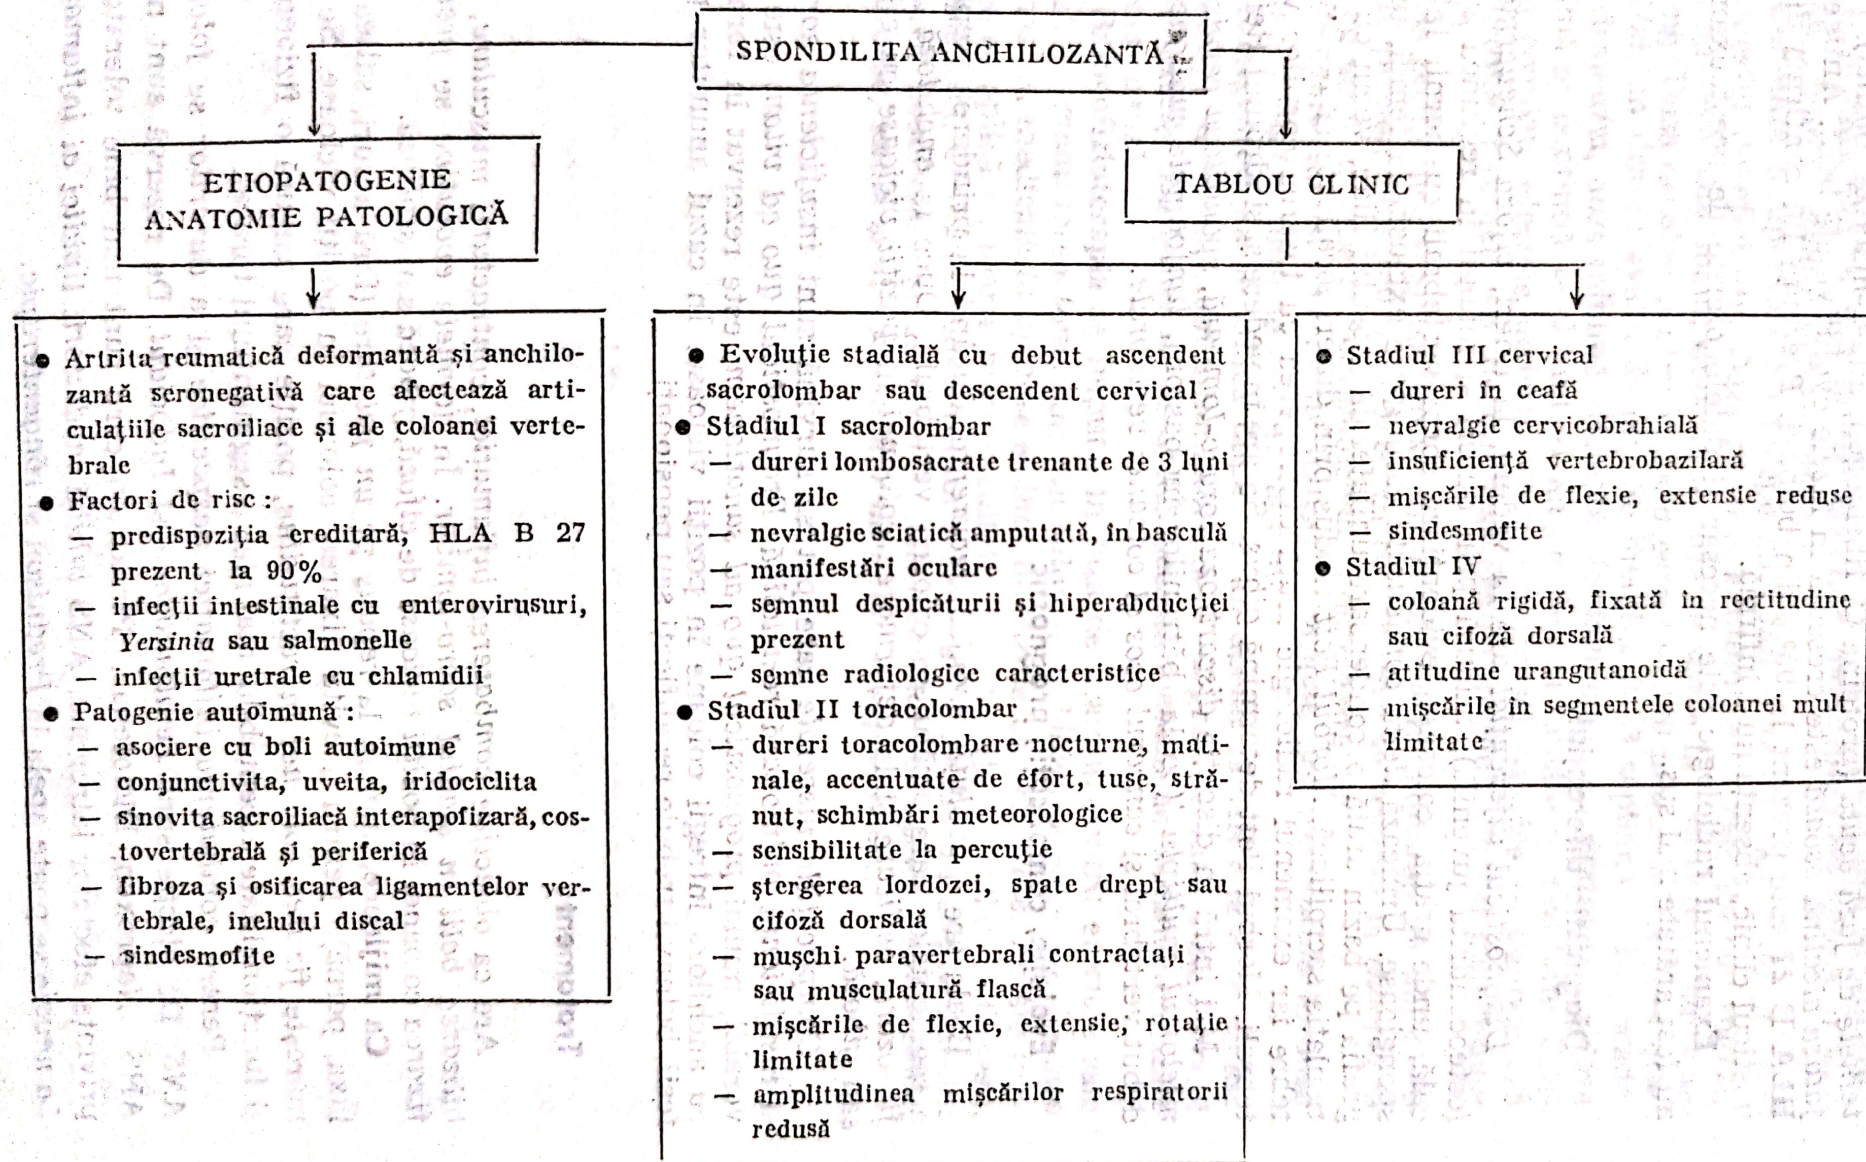 SPONDILITA ANCHILOZANTĂ
ETIOPATOGENIE
ANATOMIE PATOLOGICĂ
TABLOU CLINIC
● Artrita reumatică deformantă și anchilo-
zantă seronegativă care afectează arti-
culațiile sacroiliace și ale coloanei verte-
brale
● Factori de risc :
— predispoziția ereditară, HLA B 27
prezent la 90%
— infecții intestinale cu enterovirusuri,
Yersinia sau salmonelle
— infecții uretrale cu chlamidii
● Patogenie autoimună :
— asociere cu boli autoimune
— conjunctivita, uveita, iridociclita
— sinovita sacroiliacă interapofizară, cos-
tovertebrală și periferică
— fibroza și osificarea ligamentelor ver-
tebrale, inelului discal
— sindesmofite
● Evoluție stadială cu debut ascendent
sacrolombar sau descendent cervical
● Stadiul I sacrolombar
— dureri lombosacrate trenante de 3 luni
de zile
— nevralgie sciatică amputată, în basculă
— manifestări oculare
— semnul despicăturii și hiperabducției
prezent
— semne radiologice caracteristice
● Stadiul II toracolombar
— dureri toracolombare nocturne, mati-
nale, accentuate de efort, tuse, stră-
nut, schimbări meteorologice
— sensibilitate la percuție
— ștergerea lordozei, spate drept sau
cifoză dorsală
— mușchi paravertebrali contractați
sau musculatură flască
— mișcările de flexie, extensie, rotație
limitate
— amplitudinea mișcărilor respiratorii
redusă
● Stadiul III cervical
— dureri în ceafă
— nevralgie cervicobrahială
— insuficiență vertebrobazilară
— mișcările de flexie, extensie reduse
— sindesmofite
● Stadiul IV
— coloană rigidă, fixată în rectitudine
sau cifoză dorsală
— atitudine urangutanoidă
— mișcările în segmentele coloanei mult
limitate